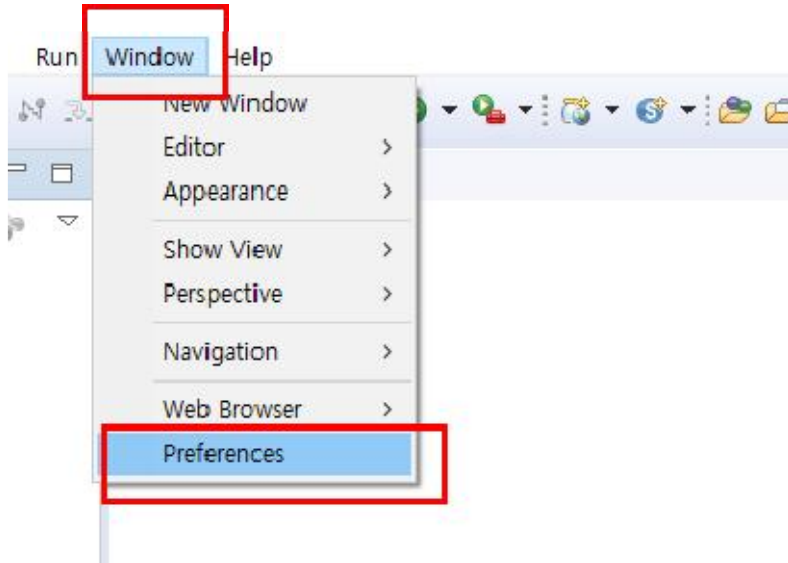 Run Window Help
New Window
Editor
Appearance
Show View
Perspective
Navigation
Web Browser
Preferences